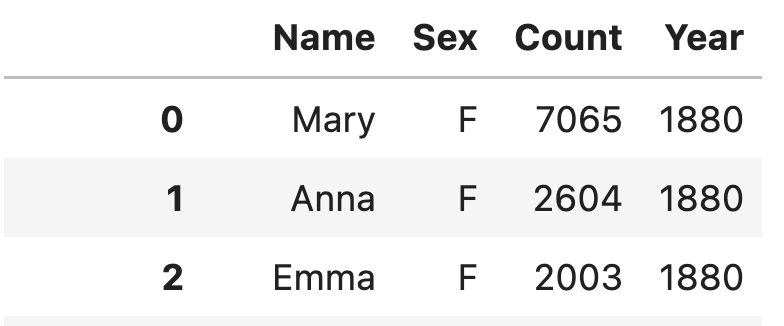 Name Sex Count Year
0 Mary F 7065 1880
1 Anna F 2604 1880
2 Emma F 2003 1880